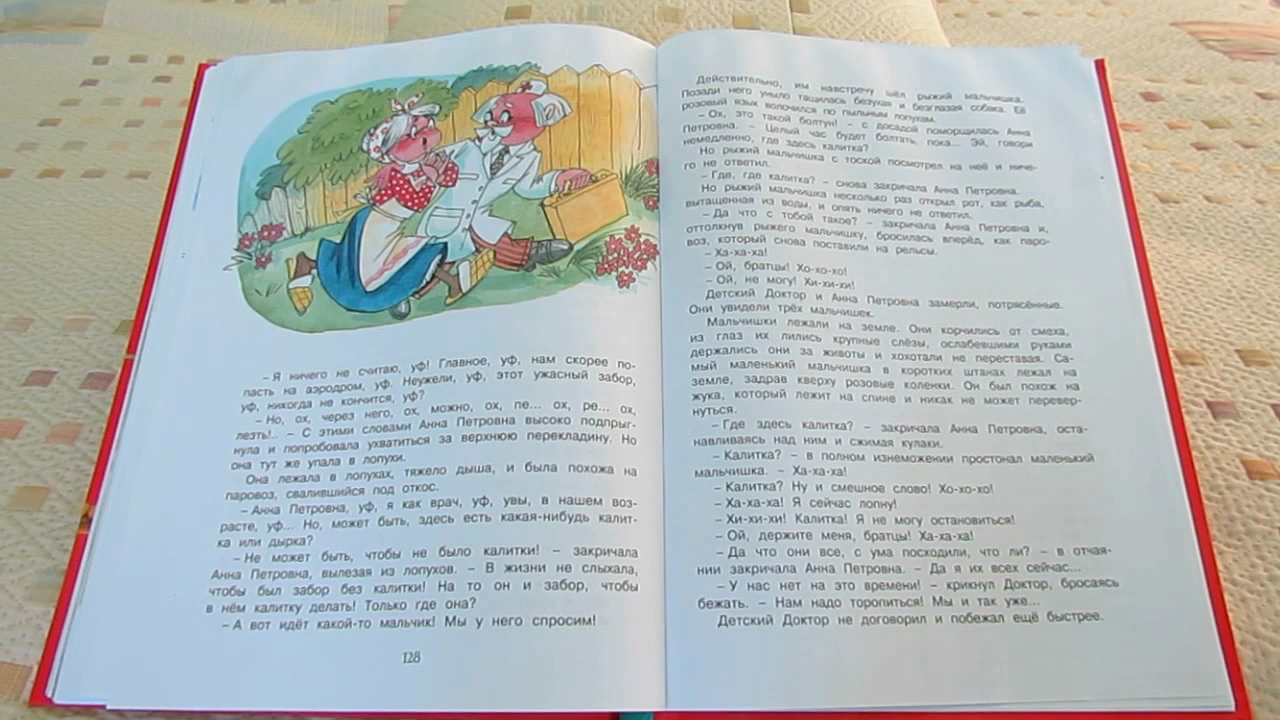 – Я ничего не считаю, уф! Главное, уф, нам скорее по-
пасть на аэродром, уф. Неужели, уф, этот ужасный забор,
уф, никогда не кончится, уф?
– Но, ох, через него, ох, можно, ох, пе... ох, ре... ох,
лезть!.. – С этими словами Анна Петровна высоко подпрыг-
нула и попробовала ухватиться за верхнюю перекладину. Но
она тут же упала в лопухи.
Она лежала в лопухах, тяжело дыша, и была похожа на
паровоз, свалившийся под откос.
– Анна Петровна, уф, я как врач, уф, увы, в нашем воз-
расте, уф... Но, может быть, здесь есть какая-нибудь калит-
ка или дырка?
– Не может быть, чтобы не было калитки! – закричала
Анна Петровна, вылезая из лопухов. – В жизни не слыхала,
чтобы был забор без калитки! На то он и забор, чтобы
в нём калитку делать! Только где она?
– А вот идёт какой-то мальчик! Мы у него спросим!
128
Действительно, им навстречу шёл рыжий мальчишка.
Позади него уныло тащилась безухая и безглазая собака. Её
розовый язык волочился по пыльным лопухам.
– Ох, это такой болтун! – с досадой поморщилась Анна
Петровна. – Целый час будет болтать, пока... Эй, говори
немедленно, где здесь калитка?
Но рыжий мальчишка с тоской посмотрел на неё и ниче-
го не ответил.
– Где, где калитка? – снова закричала Анна Петровна.
Но рыжий мальчишка несколько раз открыл рот, как рыба,
вытащенная из воды, и опять ничего не ответил.
– Да что с тобой такое? – закричала Анна Петровна и,
оттолкнув рыжего мальчишку, бросилась вперёд, как паро-
воз, который снова поставили на рельсы.
– Ха-ха-ха!
– Ой, братцы! Хо-хо-хо!
– Ой, не могу! Хи-хи-хи!
Детский Доктор и Анна Петровна замерли, потрясённые.
Они увидели трёх мальчишек.
Мальчишки лежали на земле. Они корчились от смеха,
из глаз их лились крупные слёзы, ослабевшими руками
держались они за животы и хохотали не переставая. Са-
мый маленький мальчишка в коротких штанах лежал на
земле, задрав кверху розовые коленки. Он был похож на
жука, который лежит на спине и никак не может перевер-
нуться.
– Где здесь калитка? – закричала Анна Петровна, оста-
навливаясь над ним и сжимая кулаки.
– Калитка? – в полном изнеможении простонал маленький
мальчишка. – Ха-ха-ха!
– Калитка? Ну и смешное слово! Хо-хо-хо!
– Ха-ха-ха! Я сейчас лопну!
– Хи-хи-хи! Калитка! Я не могу остановиться!
– Ой, держите меня, братцы! Ха-ха-ха!
– Да что они все, с ума посходили, что ли? – в отчая-
нии закричала Анна Петровна. – Да я их всех сейчас...
– У нас нет на это времени! – крикнул Доктор, бросаясь
бежать. – Нам надо торопиться! Мы и так уже...
Детский Доктор не договорил и побежал ещё быстрее.